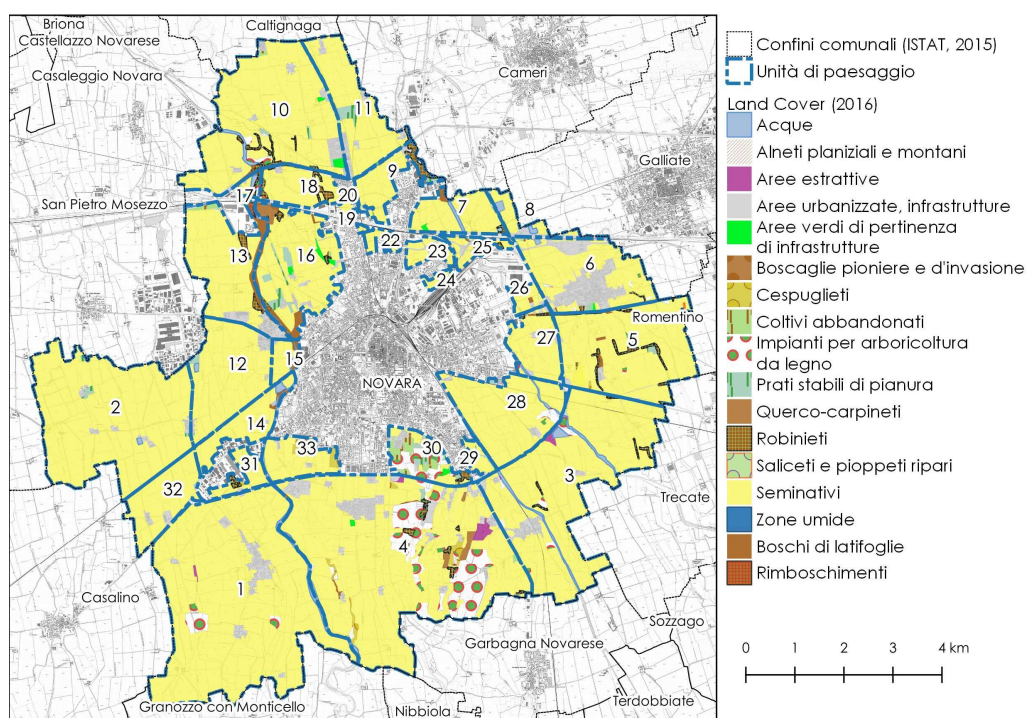 Briona
Castellazzo Novarese
Casaleggio Novara
Caltignaga
Cameri
Galliate
San Pietro Mosezzo
Romentino
NOVARA
Trecate
Casalino
Sozzago
Garbagna Novarese
Terdobbiate
Granozzo con Monticello
Nibbiola
10
11
1
9
18
20
17
7
8
19
13
16
22
23
25
24
6
26
27
5
12
15
2
28
14
33
30
29
31
32
3
4
1
Confini comunali (ISTAT, 2015)
Unità di paesaggio
Land Cover (2016)
Acque
Alneti planiziali e montani
Aree estrattive
Aree urbanizzate, infrastrutture
Aree verdi di pertinenza
di infrastrutture
Boscaglie pioniere e d'invasione
Cespuglieti
Coltivi abbandonati
Impianti per arboricoltura
da legno
Prati stabili di pianura
Querco-carpineti
Robinieti
Saliceti e pioppeti ripari
Seminativi
Zone umide
Boschi di latifoglie
Rimboschimenti
0 1 2 3 4 km